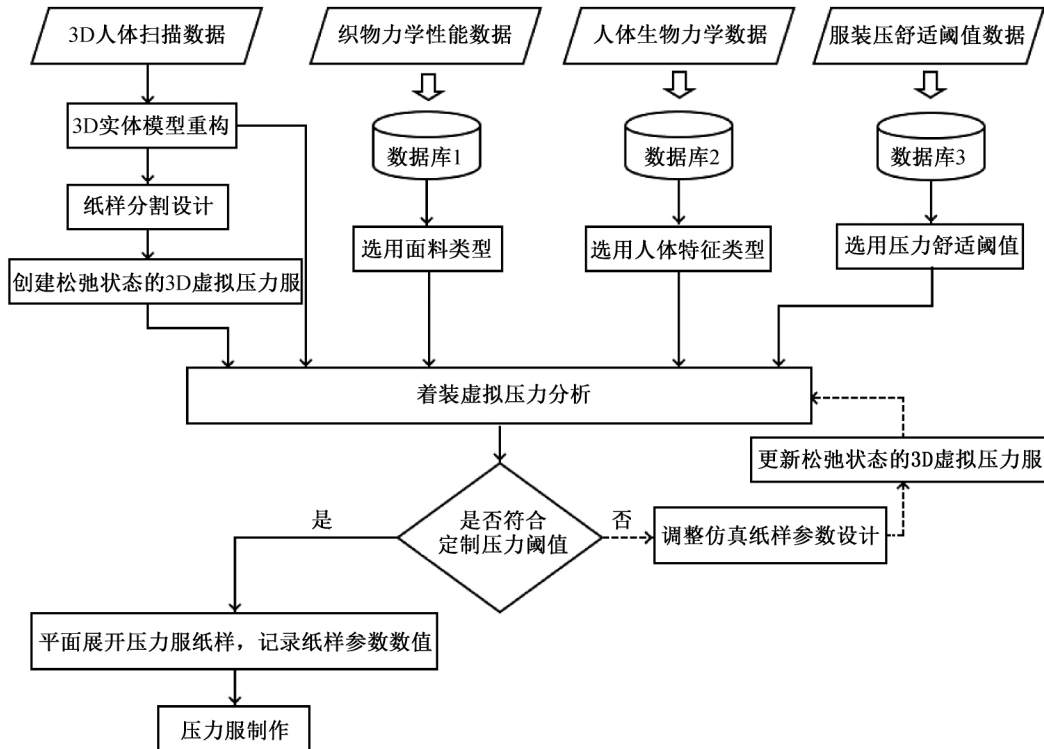 3D人体扫描数据
织物力学性能数据
人体生物力学数据
服装压舒适阈值数据
3D实体模型重构
数据库1
数据库2
数据库3
纸样分割设计
选用面料类型
选用人体特征类型
选用压力舒适阈值
创建松弛状态的3D虚拟压力服
着装虚拟压力分析
更新松弛状态的3D虚拟压力服
是
是否符合
定制压力阈值
否
调整仿真纸样参数设计
平面展开压力服纸样，记录纸样参数数值
压力服制作